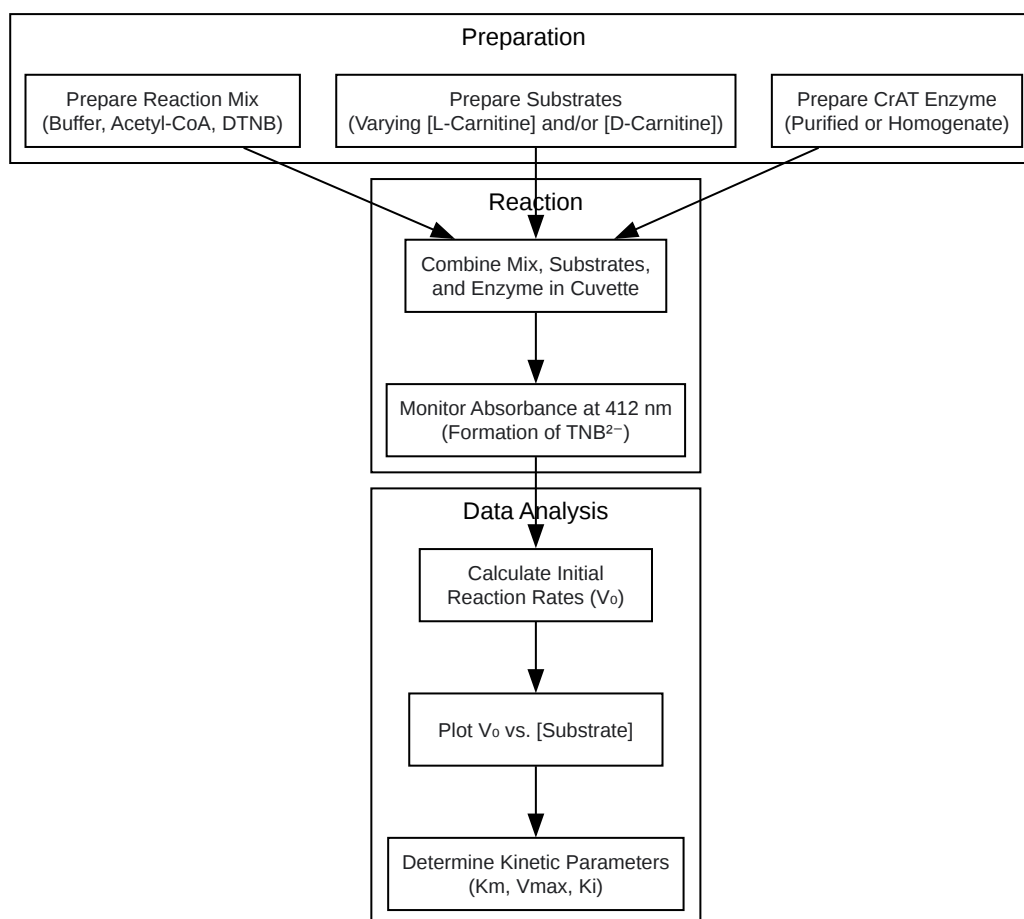 Preparation
Prepare Reaction Mix
(Buffer, Acetyl-CoA, DTNB)
Prepare Substrates
(Varying [L-Carnitine] and/or [D-Carnitine])
Prepare CrAT Enzyme
(Purified or Homogenate)
Reaction
Combine Mix, Substrates,
and Enzyme in Cuvette
Monitor Absorbance at 412 nm
(Formation of TNB²⁻)
Data Analysis
Calculate Initial
Reaction Rates (V₀)
Plot V₀ vs. [Substrate]
Determine Kinetic Parameters
(Km, Vmax, Ki)